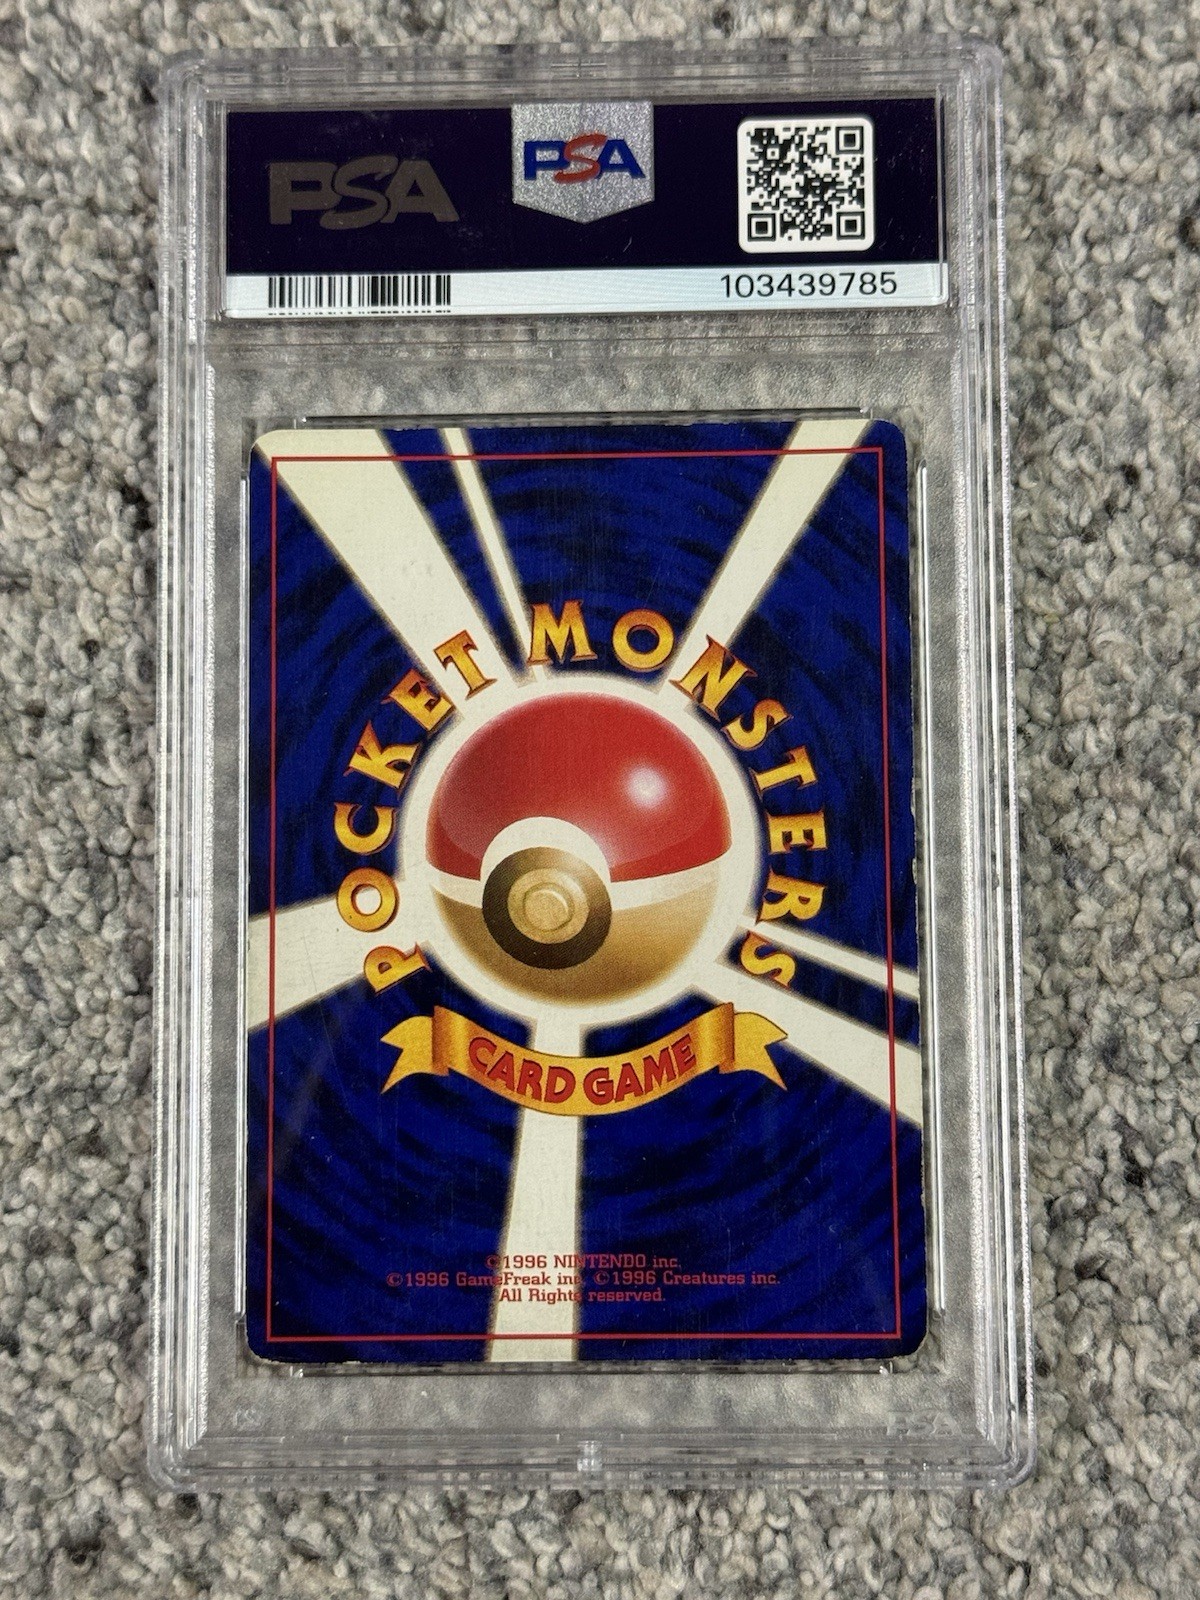 PSA
PSA
103439785
POCKET MONSTERS
CARD GAME
©1996 NINTENDO inc.
©1996 GameFreak inc. ©1996 Creatures inc.
All Rights reserved.
PSA